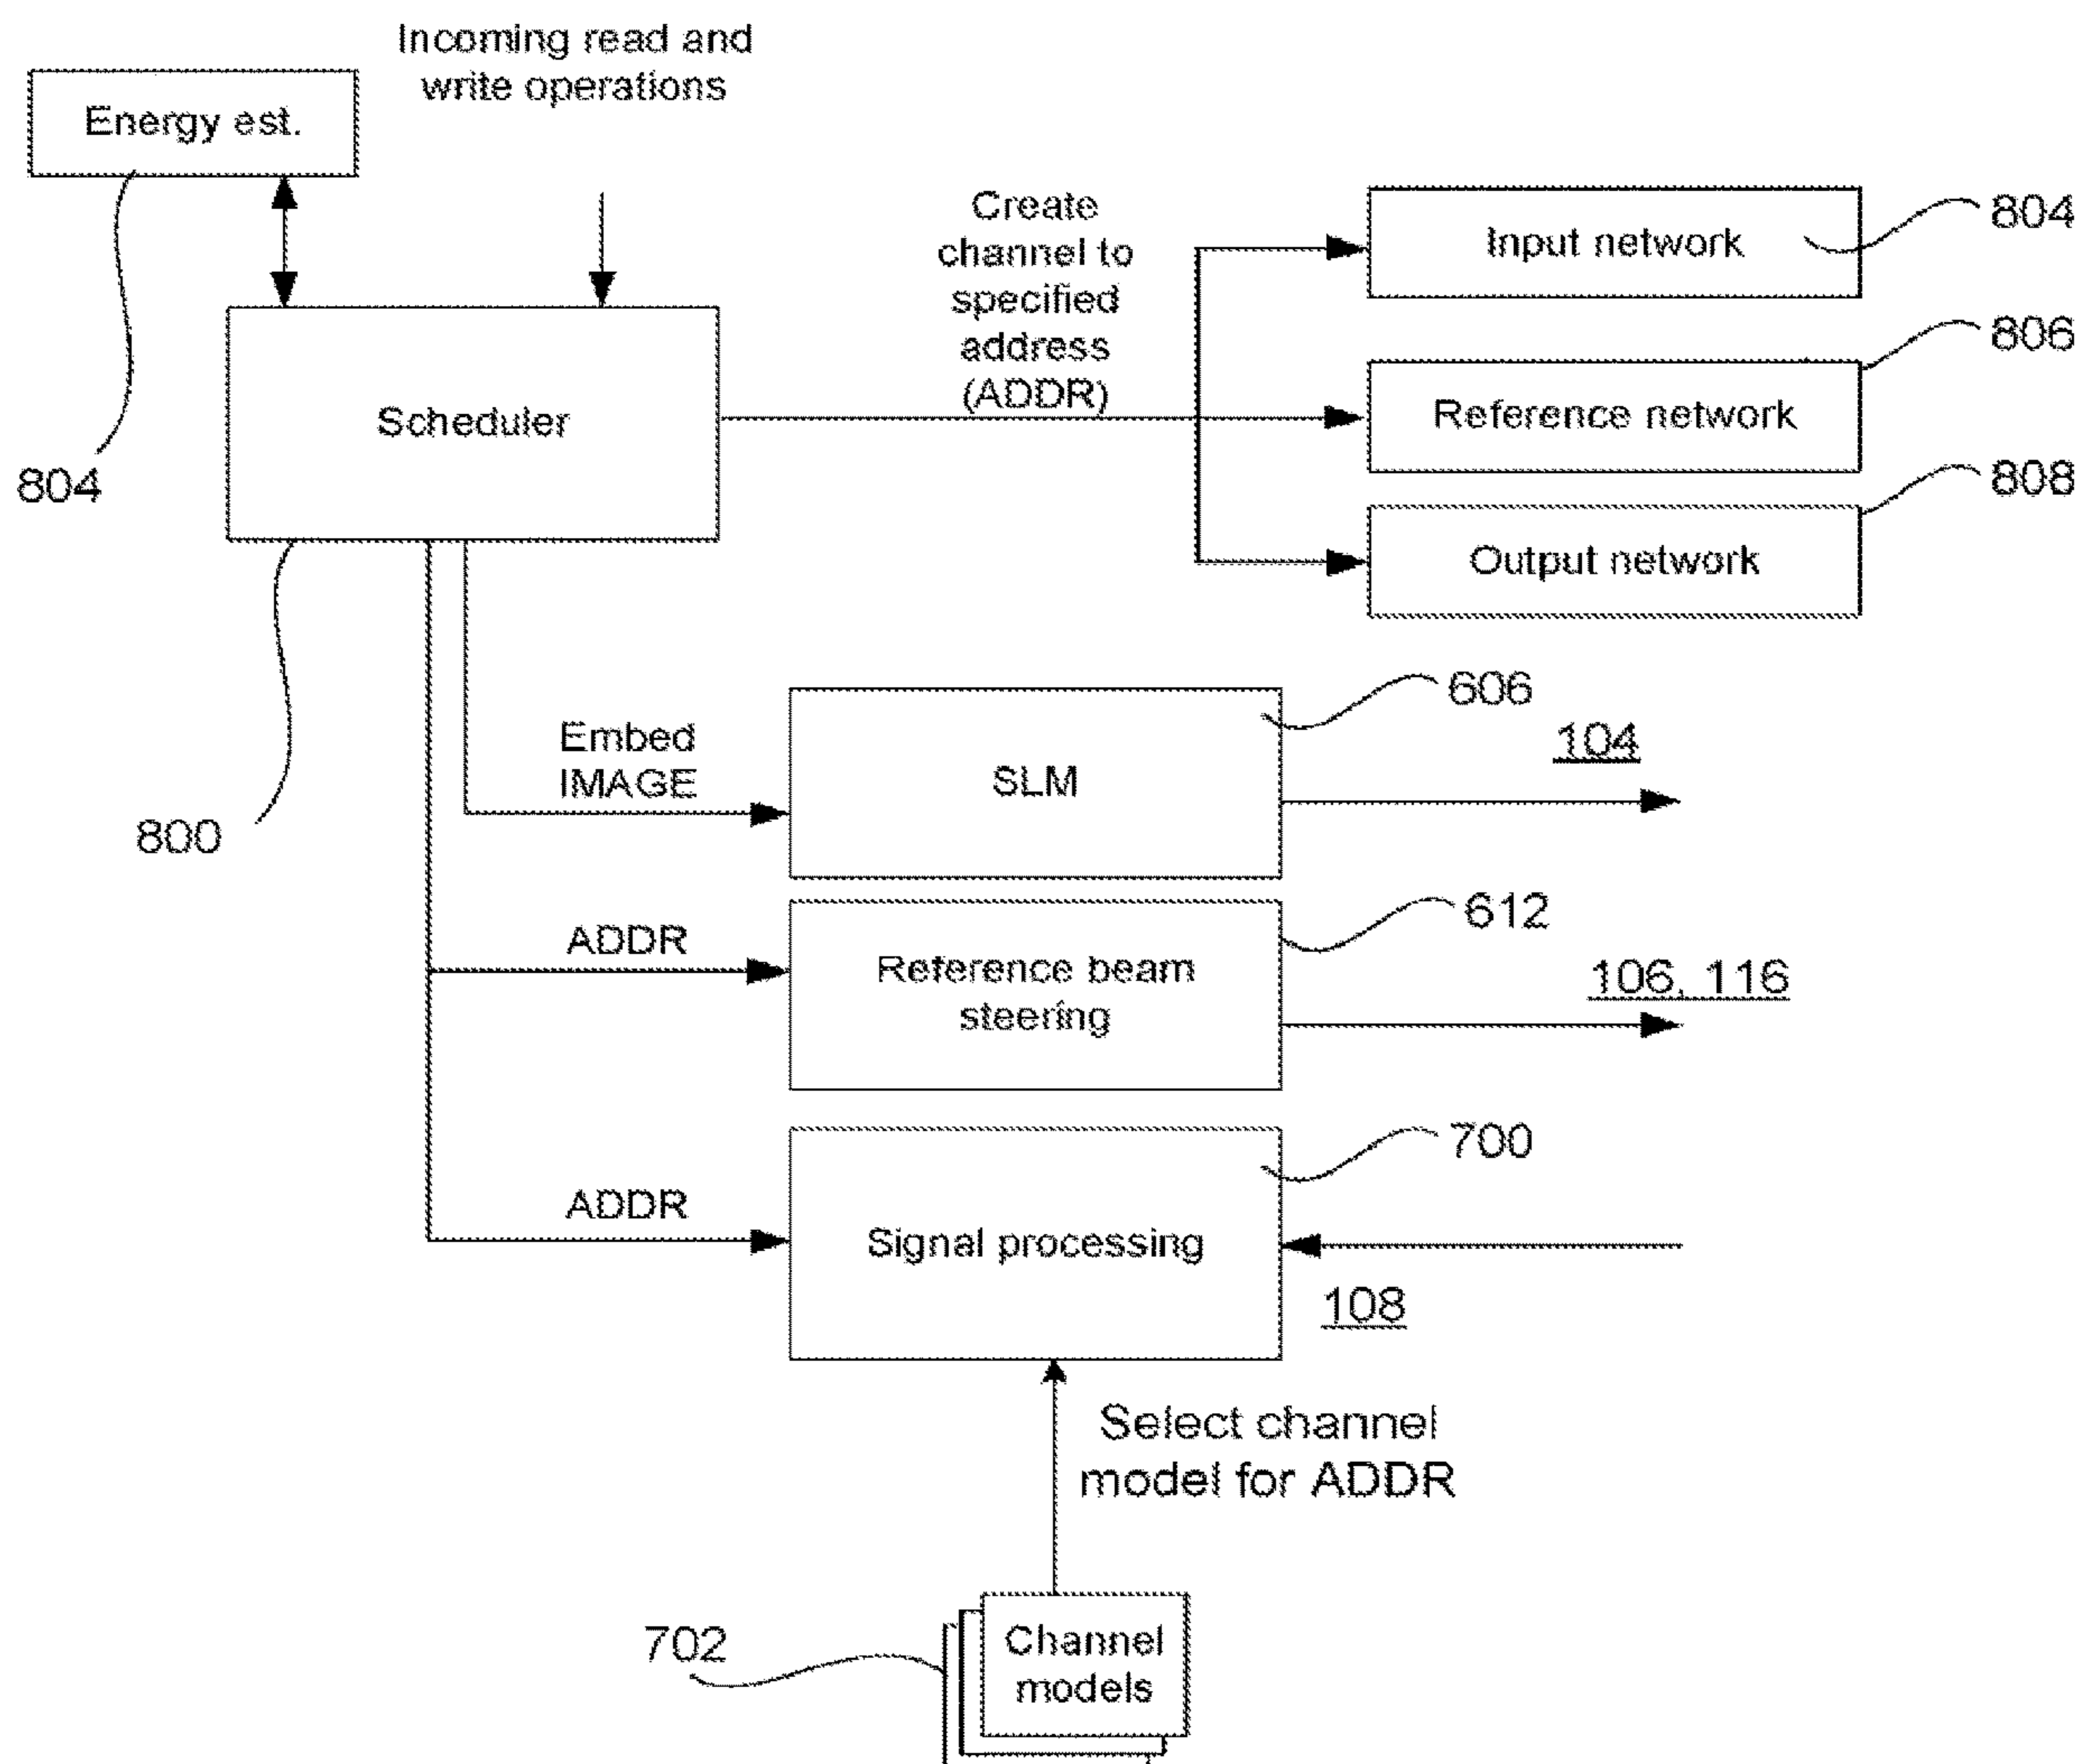 Incoming read and
write operations
Energy est.
804
Scheduler
800
Create
channel to
specified
address
(ADDR)
Input network
804
Reference network
806
Output network
808
Embed
IMAGE
SLM
606
104
ADDR
Reference beam
steering
612
106, 116
ADDR
Signal processing
700
108
Select channel
model for ADDR
Channel
models
702